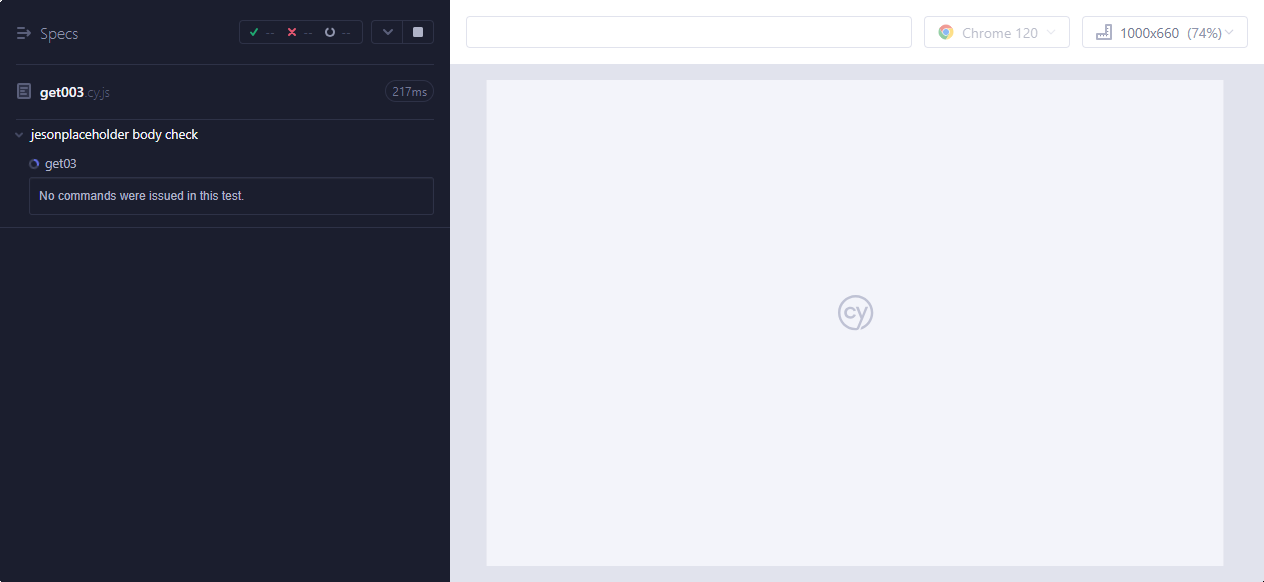 Specs
-- -- --
Chrome 120
1000x660 (74%)
get003.cy.js
217ms
jesonplaceholder body check
get03
No commands were issued in this test.
cy